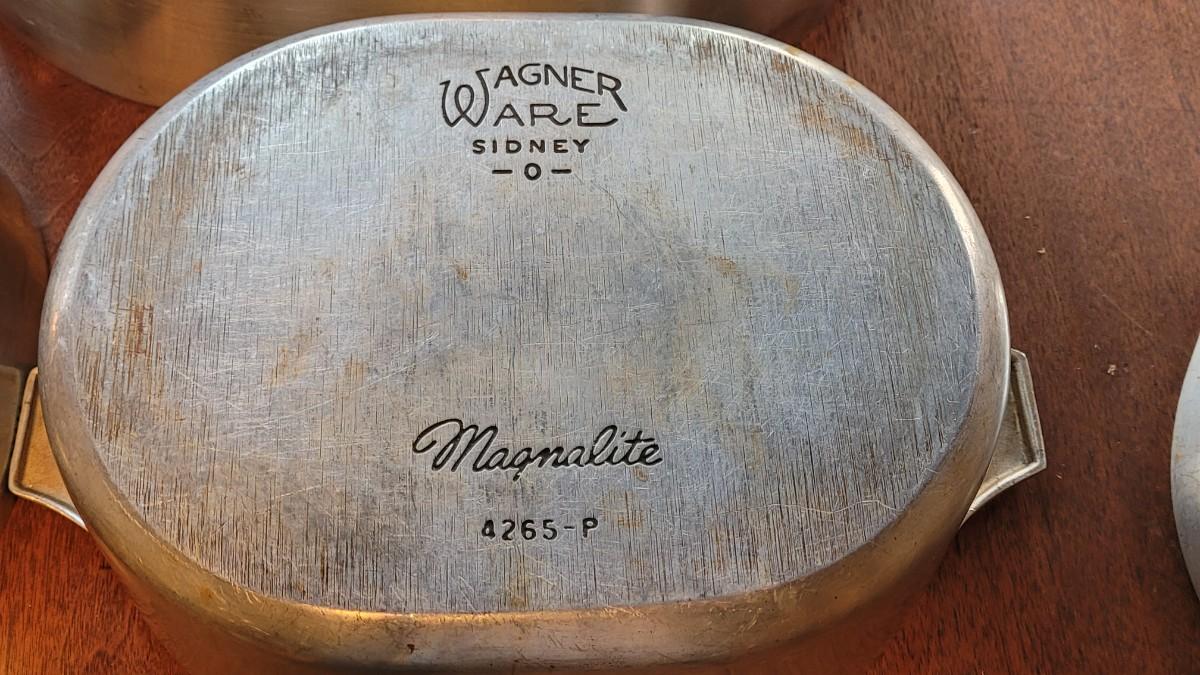 WAGNER
WARE
SIDNEY
-O-
Magnalite
4265-P